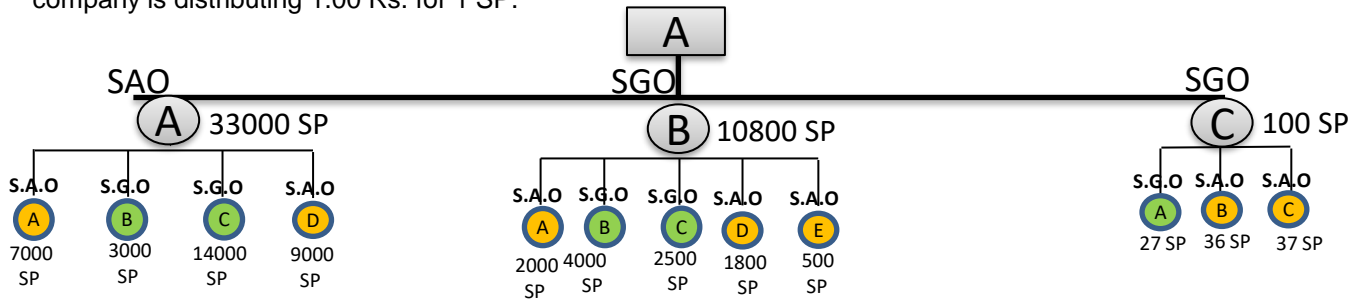 company is distributing 1.00 Rs. for 1 SP.
A
SAO SGO SGO
A 33000 SP B 10800 SP C 100 SP
S.A.O S.G.O S.G.O S.A.O S.A.O S.G.O S.G.O S.A.O S.A.O S.G.O S.A.O S.A.O
A B C D A B C D E A B C
7000 3000 14000 9000 2000 4000 2500 1800 500 27 SP 36 SP 37 SP
SP SP SP SP SP SP SP SP SP